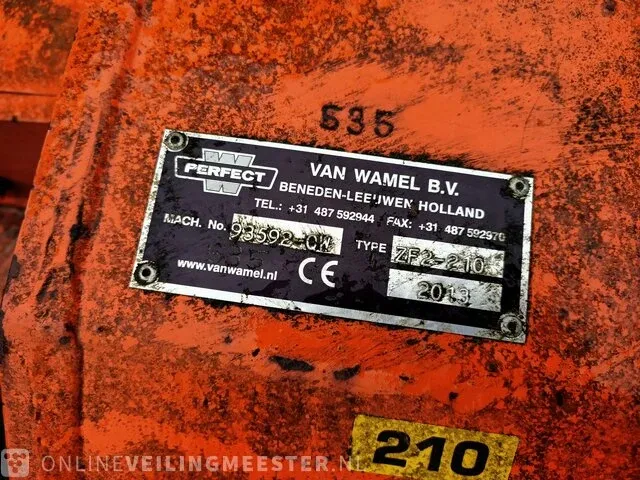 535
PERFECT
W
VAN WAMEL B.V.
BENEDEN-LEEUWEN HOLLAND
TEL.: +31 487 592944 FAX: +31 487 592976
MACH. No. 93592-CW TYPE ZF2-210
2013
www.vanwamel.nl CE
210
ONLINEVEILINGMEESTER.NL